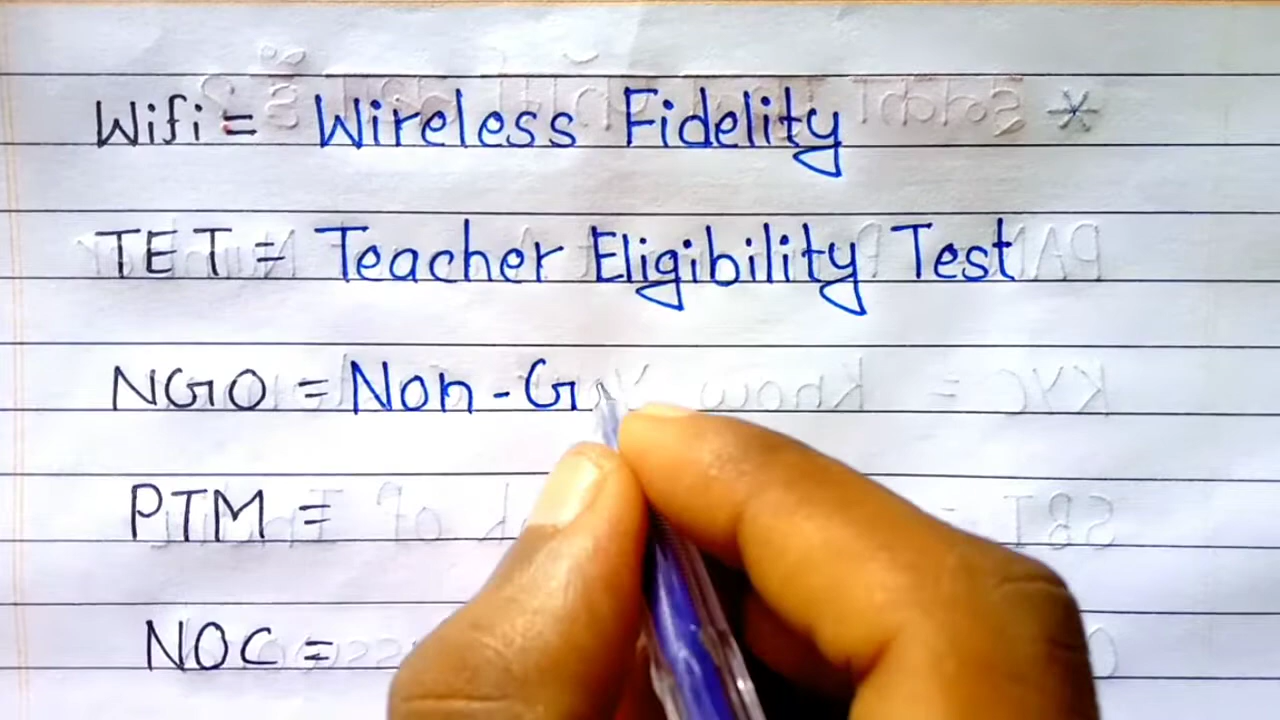 Wifi = Wireless Fidelity
TET = Teacher Eligibility Test
NGO = Non-G
PTM =
NOC =